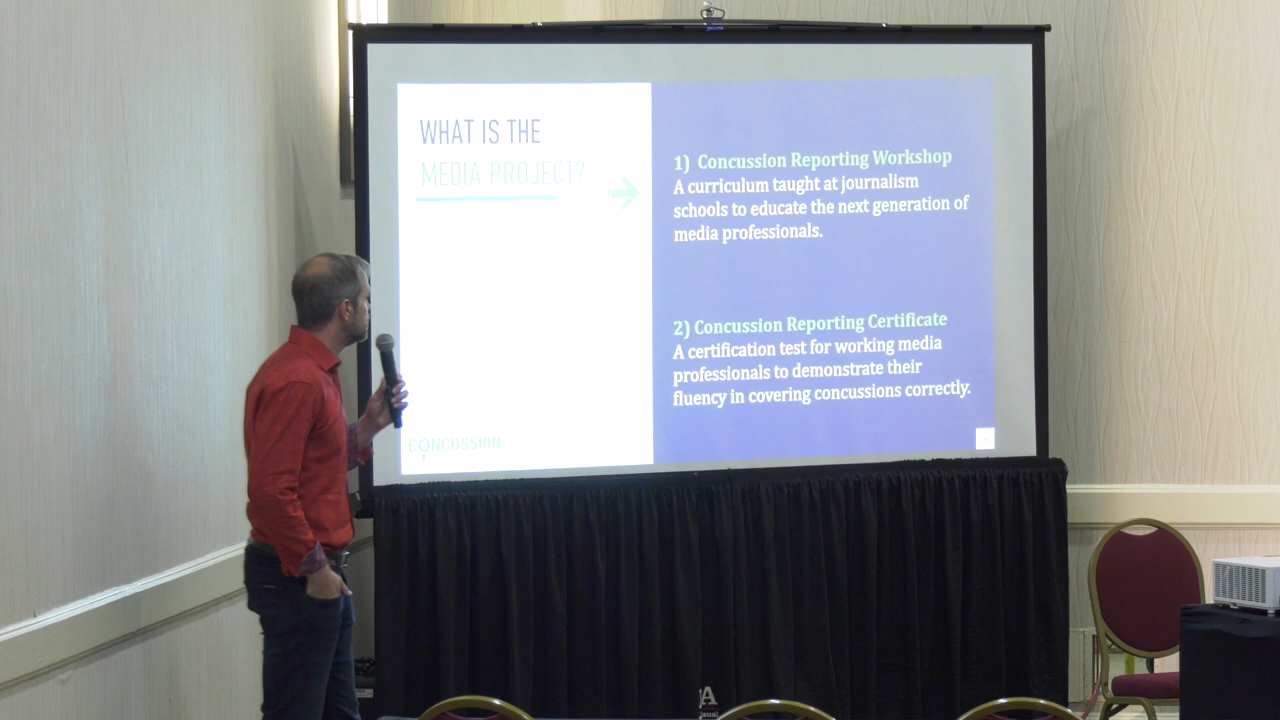 WHAT IS THE
MEDIA PROJECT?
1) Concussion Reporting Workshop
A curriculum taught at journalism
schools to educate the next generation of
media professionals.
2) Concussion Reporting Certificate
A certification test for working media
professionals to demonstrate their
fluency in covering concussions correctly.
CONCUSSION
A